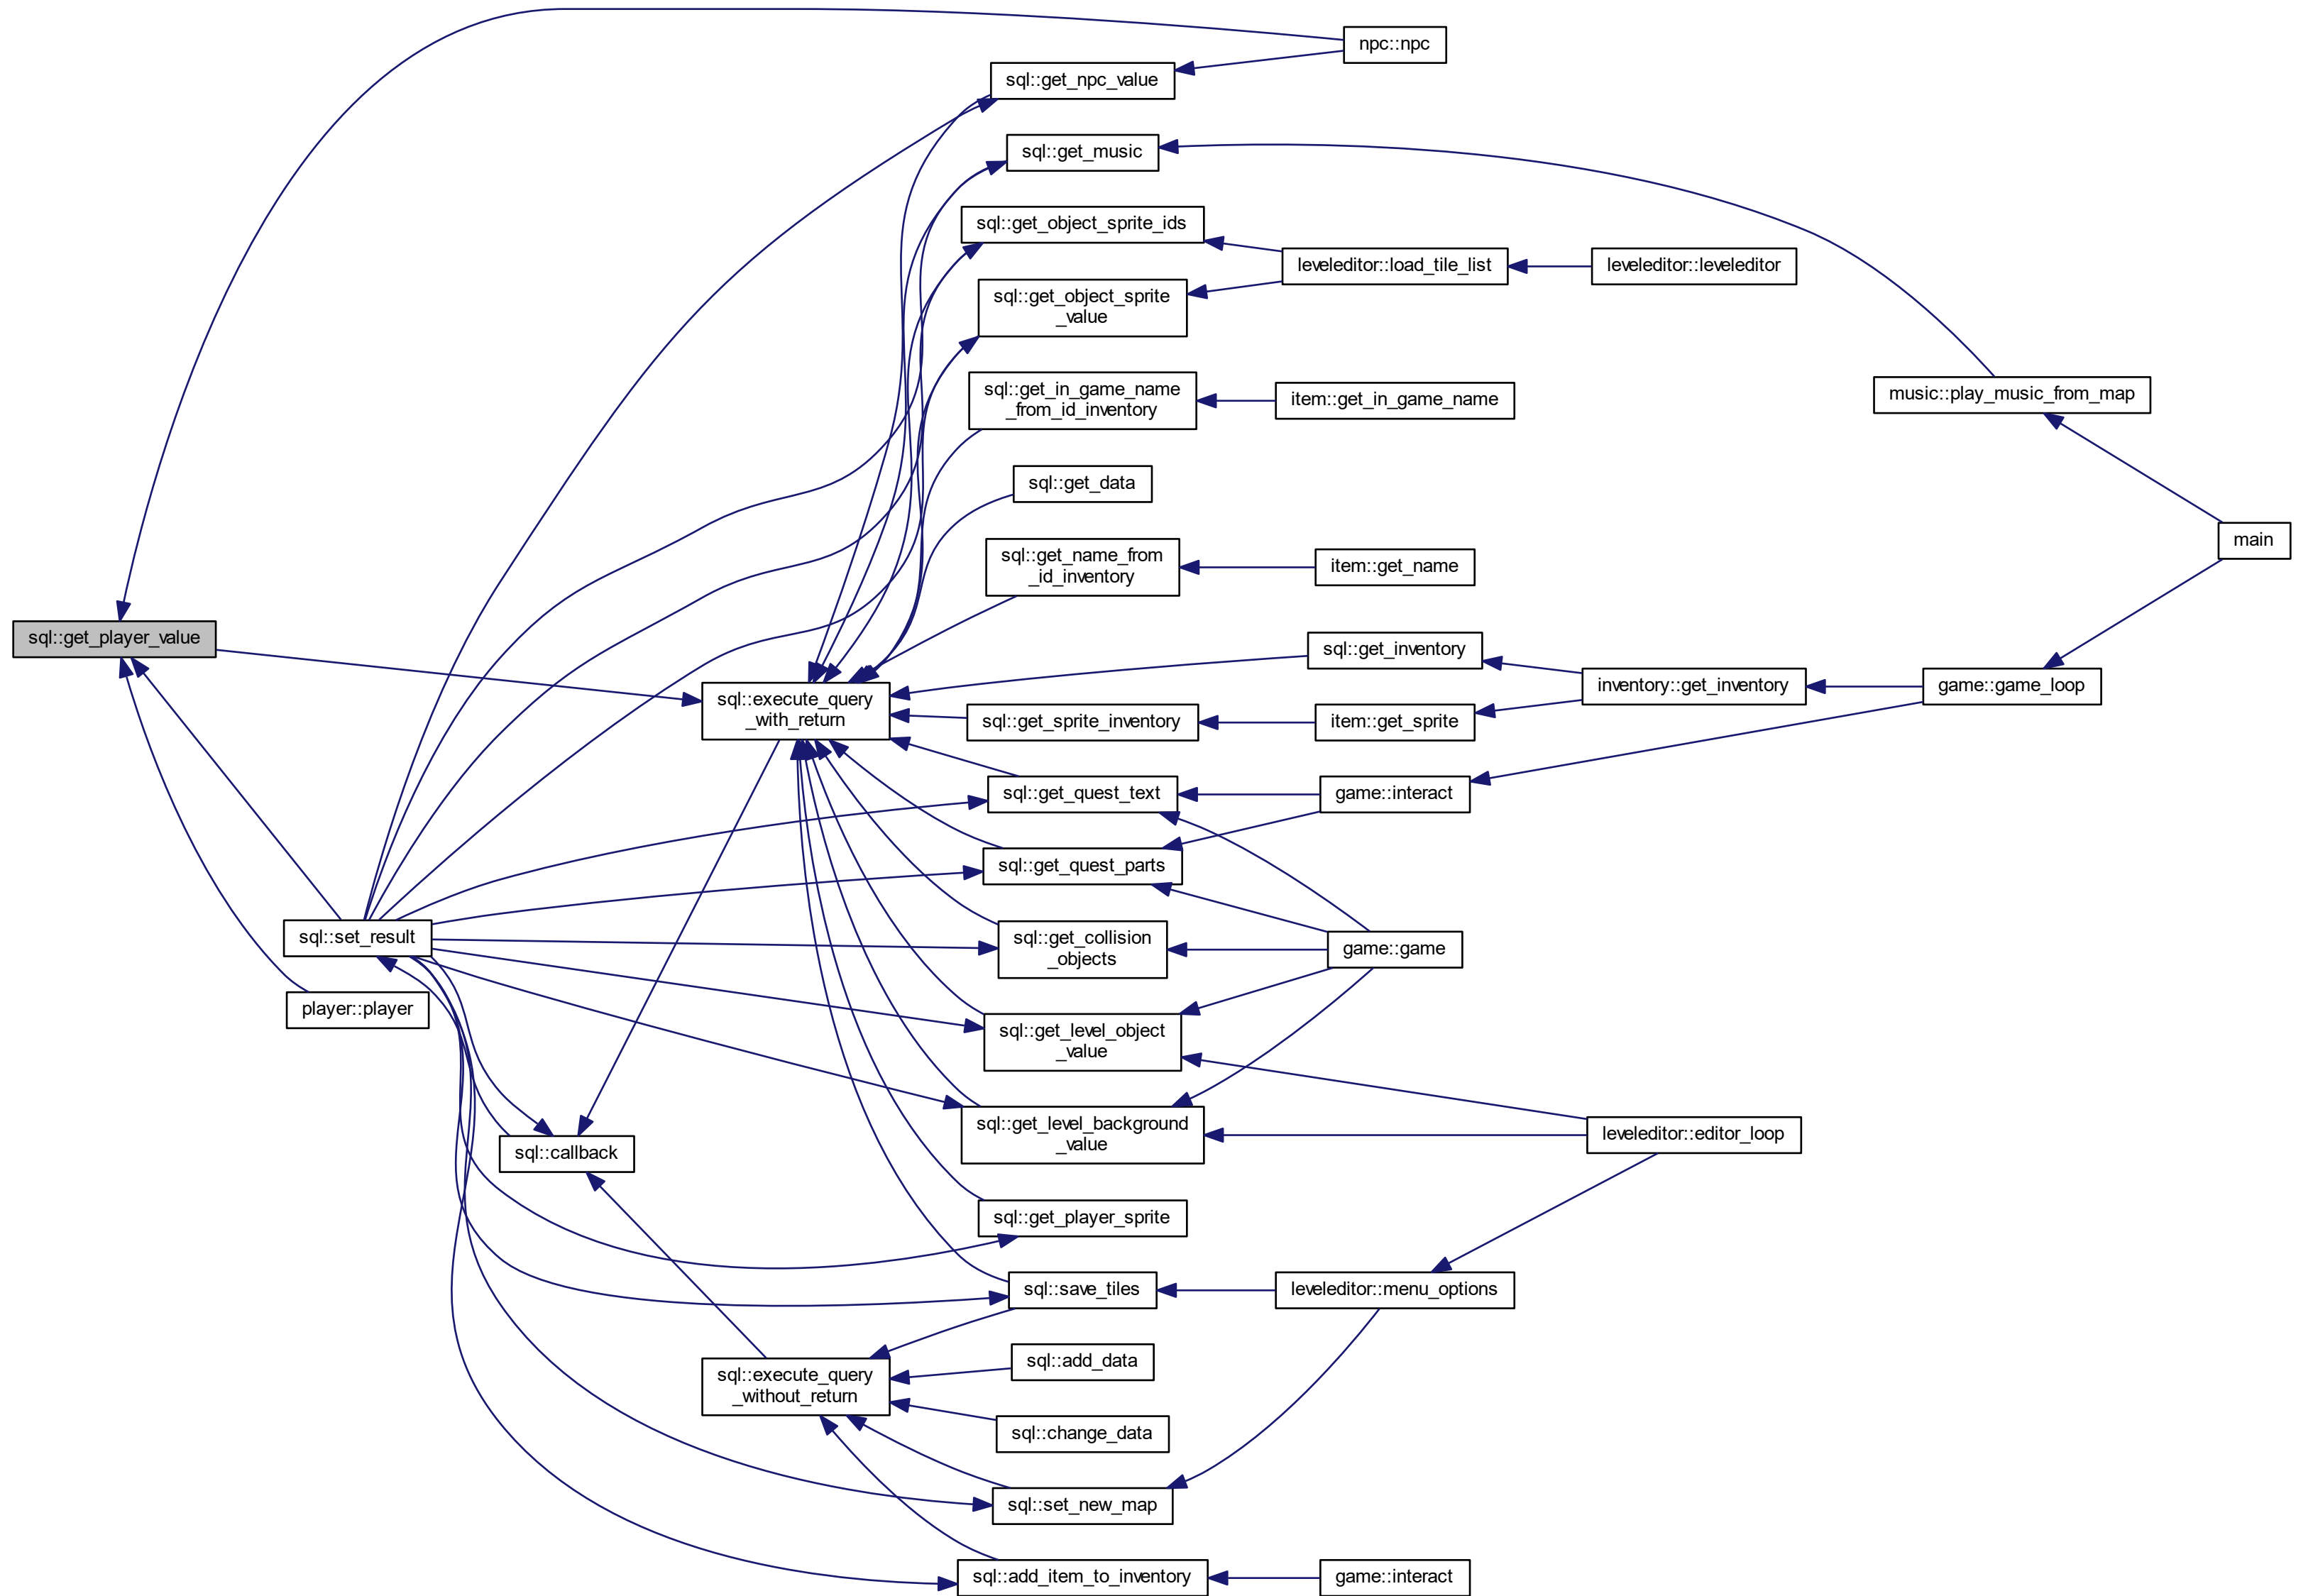 npc::npc
sql::get_npc_value
sql::get_music
sql::get_object_sprite_ids
leveleditor::load_tile_list
leveleditor::leveleditor
sql::get_object_sprite
_value
sql::get_in_game_name
_from_id_inventory
item::get_in_game_name
music::play_music_from_map
sql::get_data
main
sql::get_name_from
_id_inventory
item::get_name
sql::get_player_value
sql::get_inventory
sql::execute_query
_with_return
inventory::get_inventory
game::game_loop
sql::get_sprite_inventory
item::get_sprite
sql::get_quest_text
game::interact
sql::get_quest_parts
sql::set_result
sql::get_collision
_objects
game::game
player::player
sql::get_level_object
_value
sql::callback
sql::get_level_background
_value
leveleditor::editor_loop
sql::get_player_sprite
sql::save_tiles
leveleditor::menu_options
sql::add_data
sql::execute_query
_without_return
sql::change_data
sql::set_new_map
sql::add_item_to_inventory
game::interact